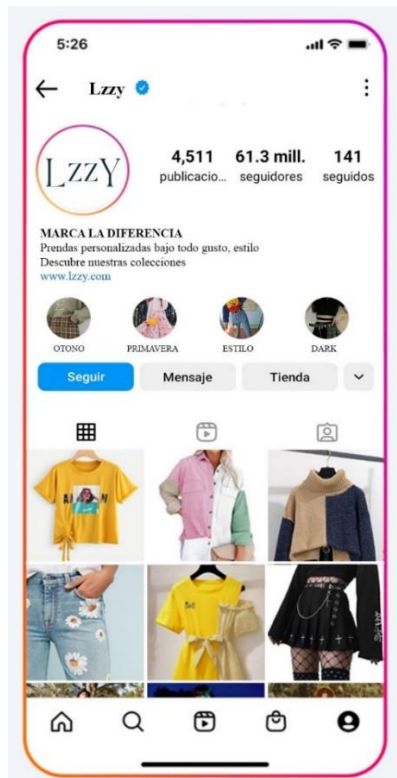 5:26
Lzzy
LZZY
4,511 61.3 mill. 141
publicacio... seguidores seguidos
MARCA LA DIFERENCIA
Prendas personalizadas bajo todo gusto, estilo
Descubre nuestras colecciones
www.lzzy.com
OTONO PRIMAVERA ESTILO DARK
Seguir Mensaje Tienda